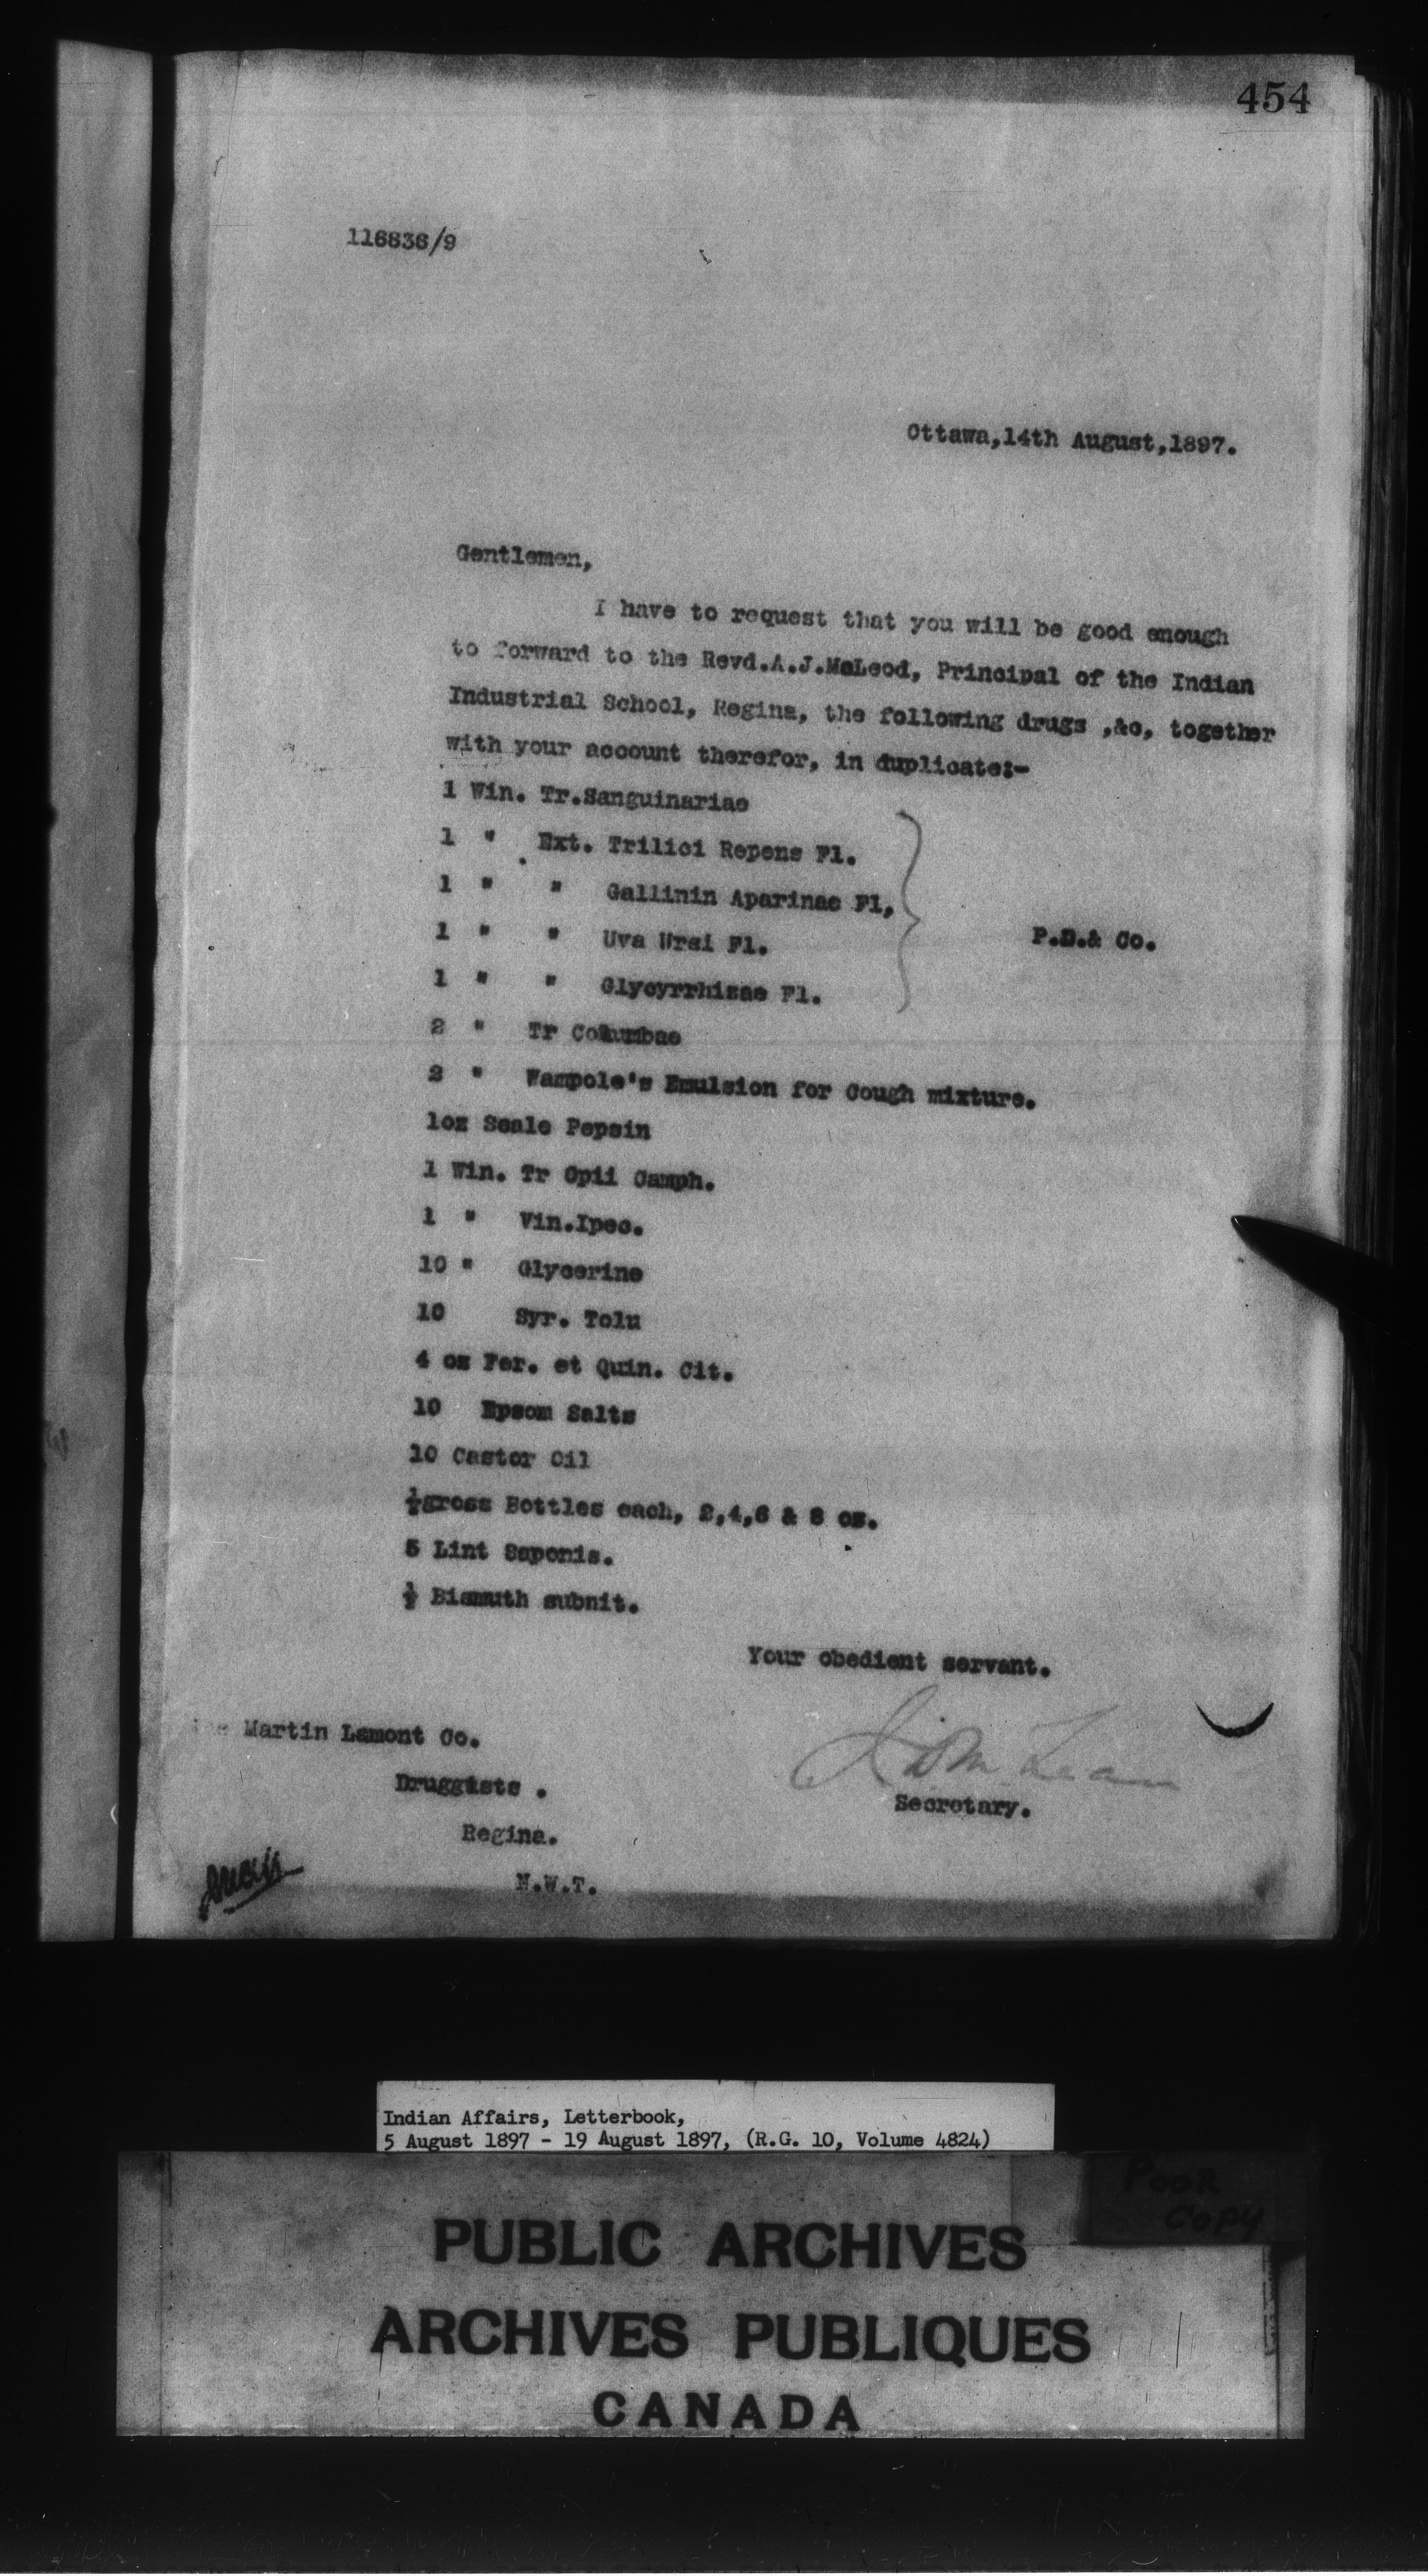 454
116836/9
Ottawa,14th August,1897.
Gentlemen,
I have to request that you will be good enough
to forward to the Revd.A.J.McLeod, Principal of the Indian
Industrial School, Regina, the following drugs ,&c, together
with your account therefor, in duplicate:-
1 Win. Tr.Sanguinariae
1 " Ext. Trilici Repens Fl.
1 " " Gallinin Aparinae Fl,
1 " " Uva Ursi Fl.
P.D.& Co.
1 " " Glycyrrhizae Fl.
2 " Tr Columbae
2 " Wampole's Emulsion for Cough mixture.
1oz Scale Pepsin
1 Win. Tr Opii Camph.
1 " Vin.Ipec.
10 " Glycerine
10 Syr. Tolu
4 oz Fer. et Quin. Cit.
10 Epsom Salts
10 Castor Oil
½gross Bottles each, 2,4,6 & 8 oz.
5 Lint Saponis.
½ Bismuth subnit.
Your obedient servant.
Martin Lamont Co.
Druggists .
Secretary.
Regina.
N.W.T.
Indian Affairs, Letterbook,
5 August 1897 - 19 August 1897, (R.G. 10, Volume 4824)
POOR
COPY
PUBLIC ARCHIVES
ARCHIVES PUBLIQUES
CANADA